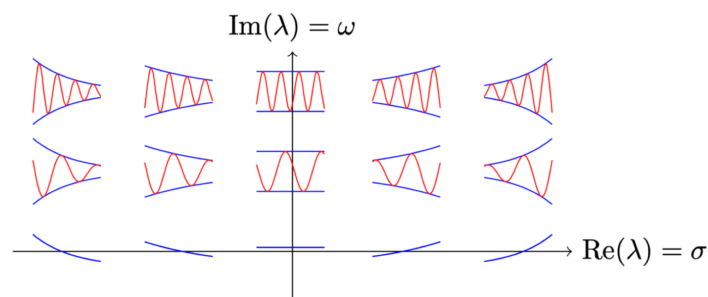 Im(λ) = ω
Re(λ) = σ